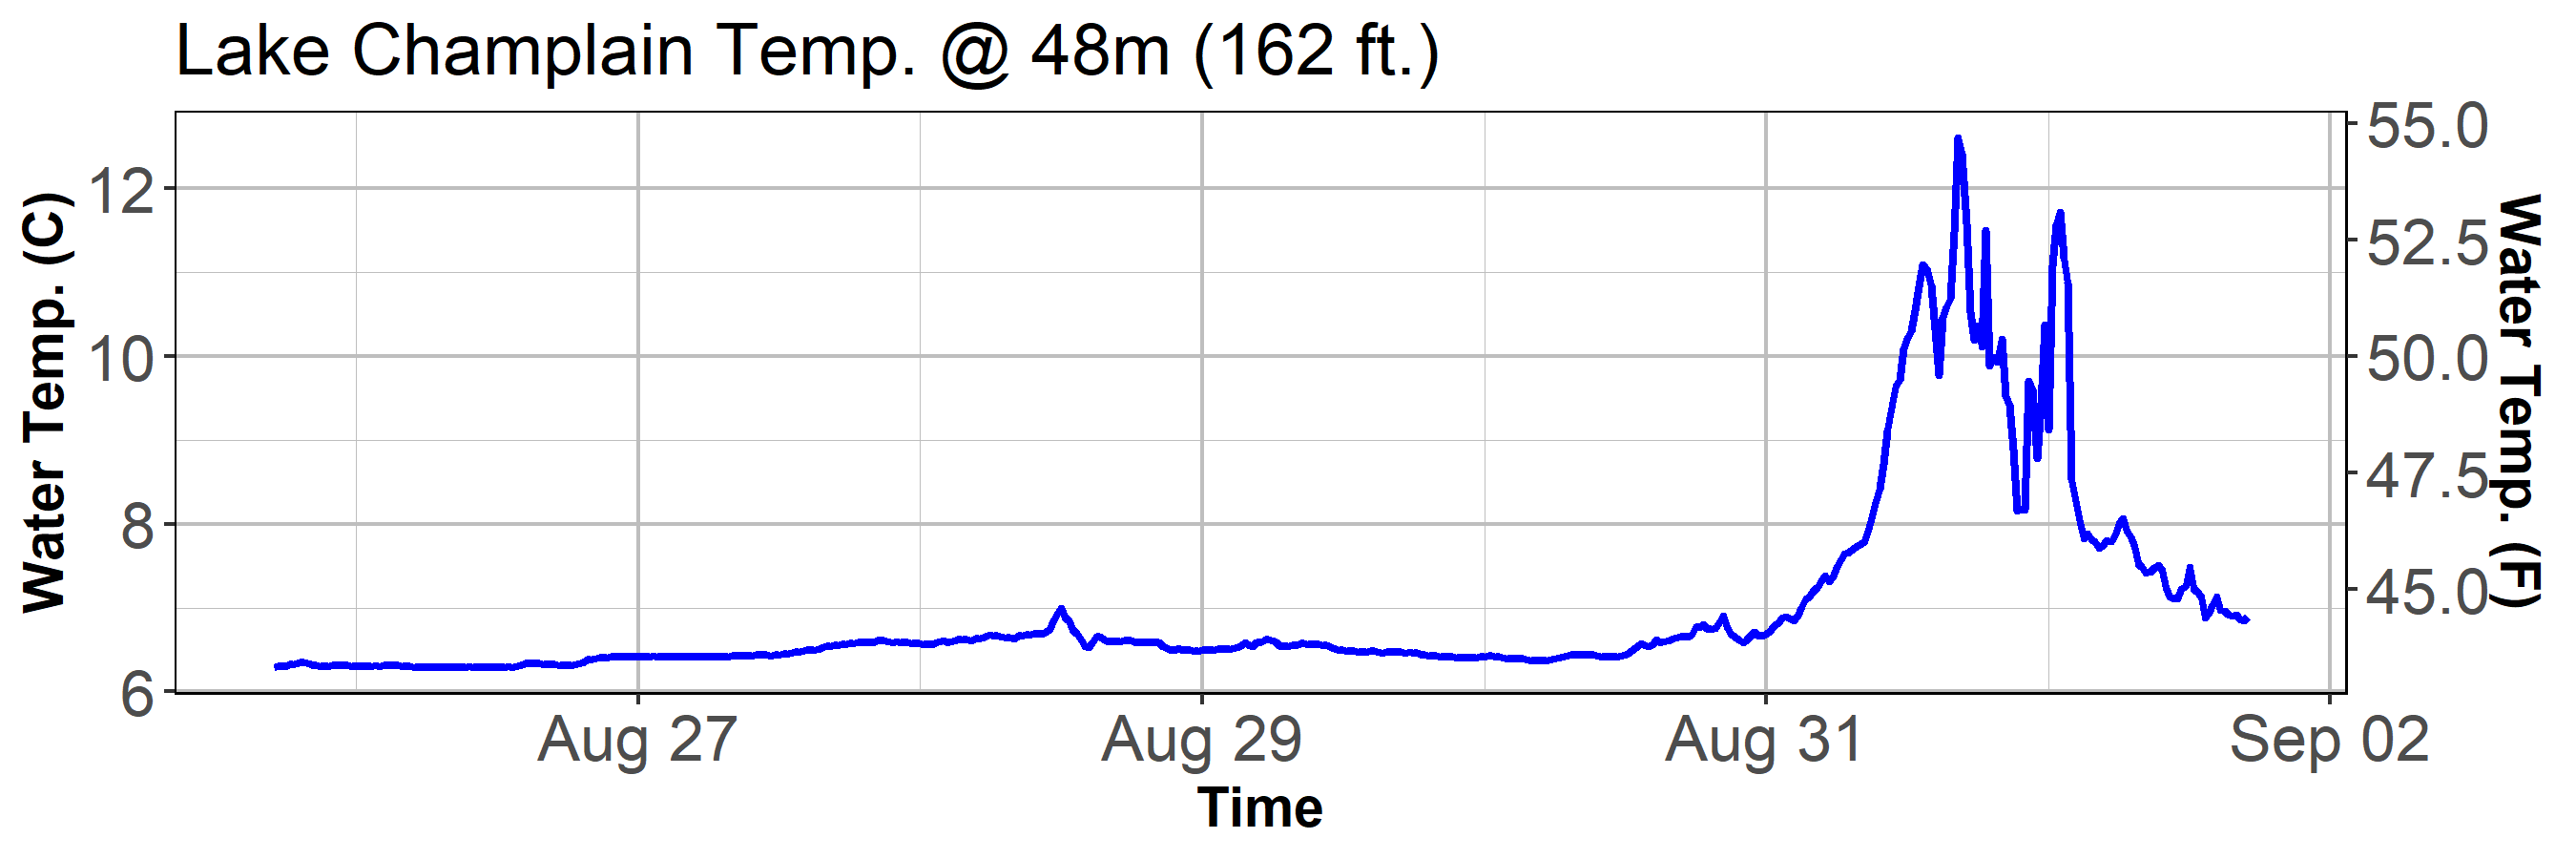 Lake Champlain Temp. @ 48m (162 ft.)
Water Temp. (C)
12
10
8
6
55.0
52.5
50.0
47.5
45.0
Water Temp. (F)
Aug 27 Aug 29 Aug 31 Sep 02
Time